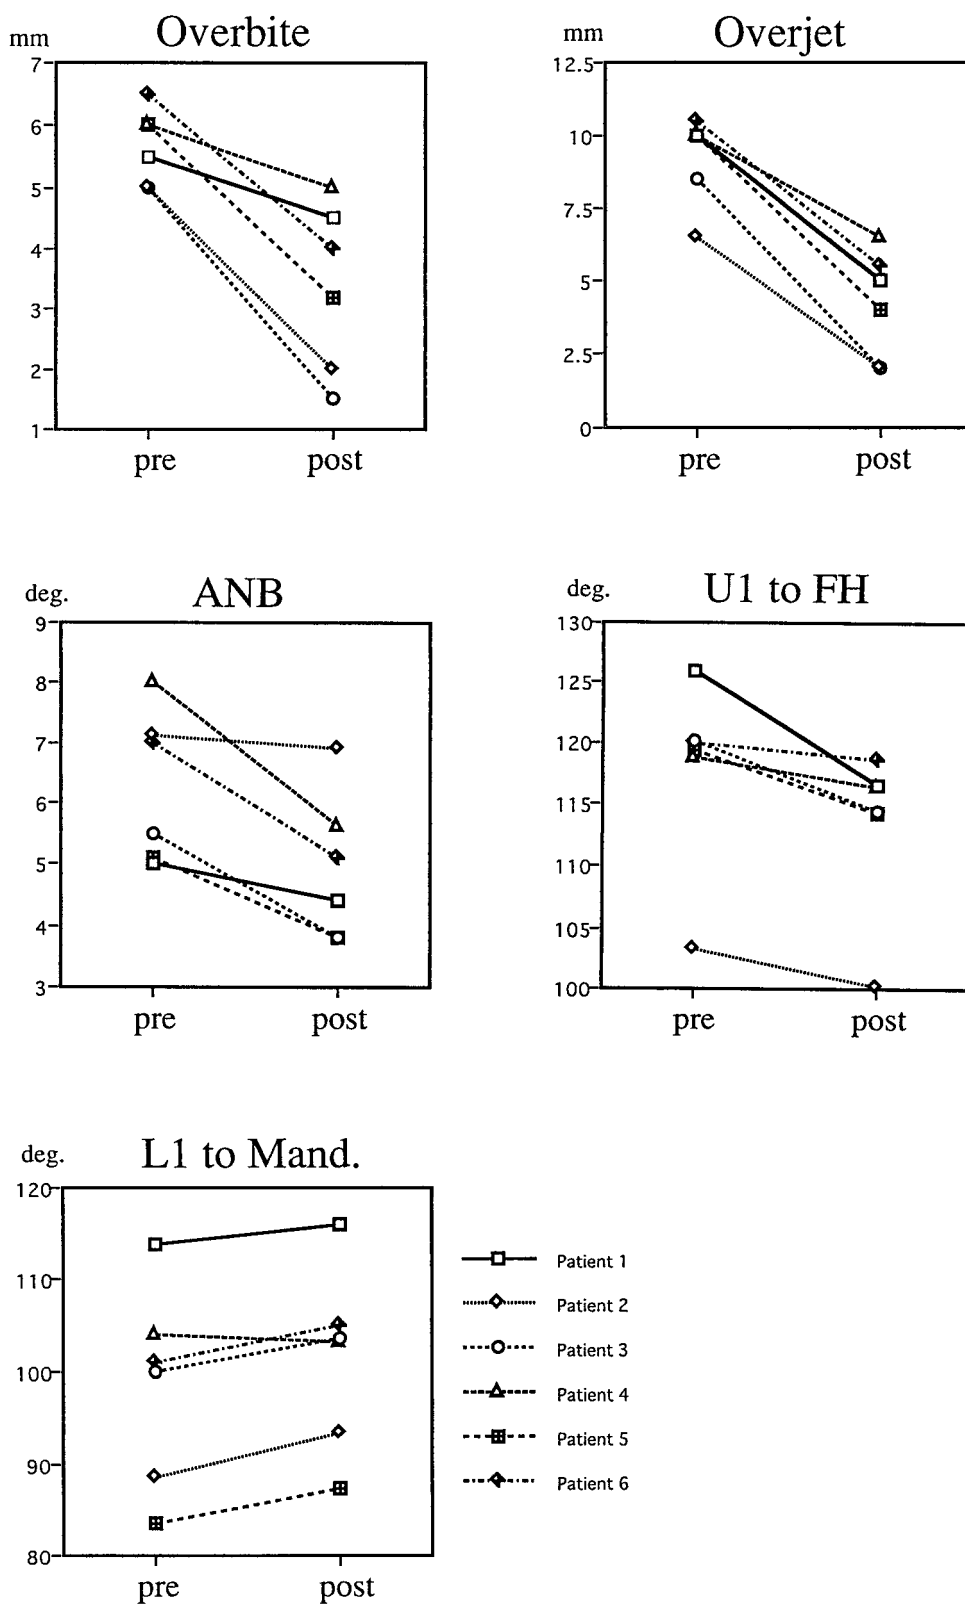 Overbite
mm
7
6
5
4
3
2
1
pre post
Overjet
mm
12.5
10
7.5
5
2.5
0
pre post
ANB
deg.
9
8
7
6
5
4
3
pre post
U1 to FH
deg.
130
125
120
115
110
105
100
pre post
L1 to Mand.
deg.
120
110
100
90
80
pre post
Patient 1
Patient 2
Patient 3
Patient 4
Patient 5
Patient 6